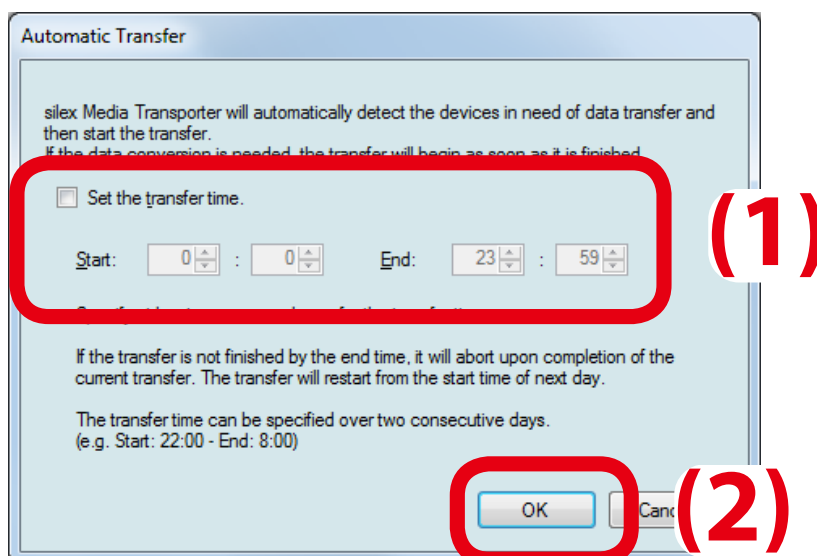 Automatic Transfer
silex Media Transporter will automatically detect the devices in need of data transfer and
then start the transfer.
If the data conversion is needed, the transfer will begin as soon as it is finished.
Set the transfer time.
(1)
Start: 0 : 0 End: 23 : 59
If the transfer is not finished by the end time, it will abort upon completion of the
current transfer. The transfer will restart from the start time of next day.
The transfer time can be specified over two consecutive days.
(e.g. Start: 22:00 - End: 8:00)
OK
(2)